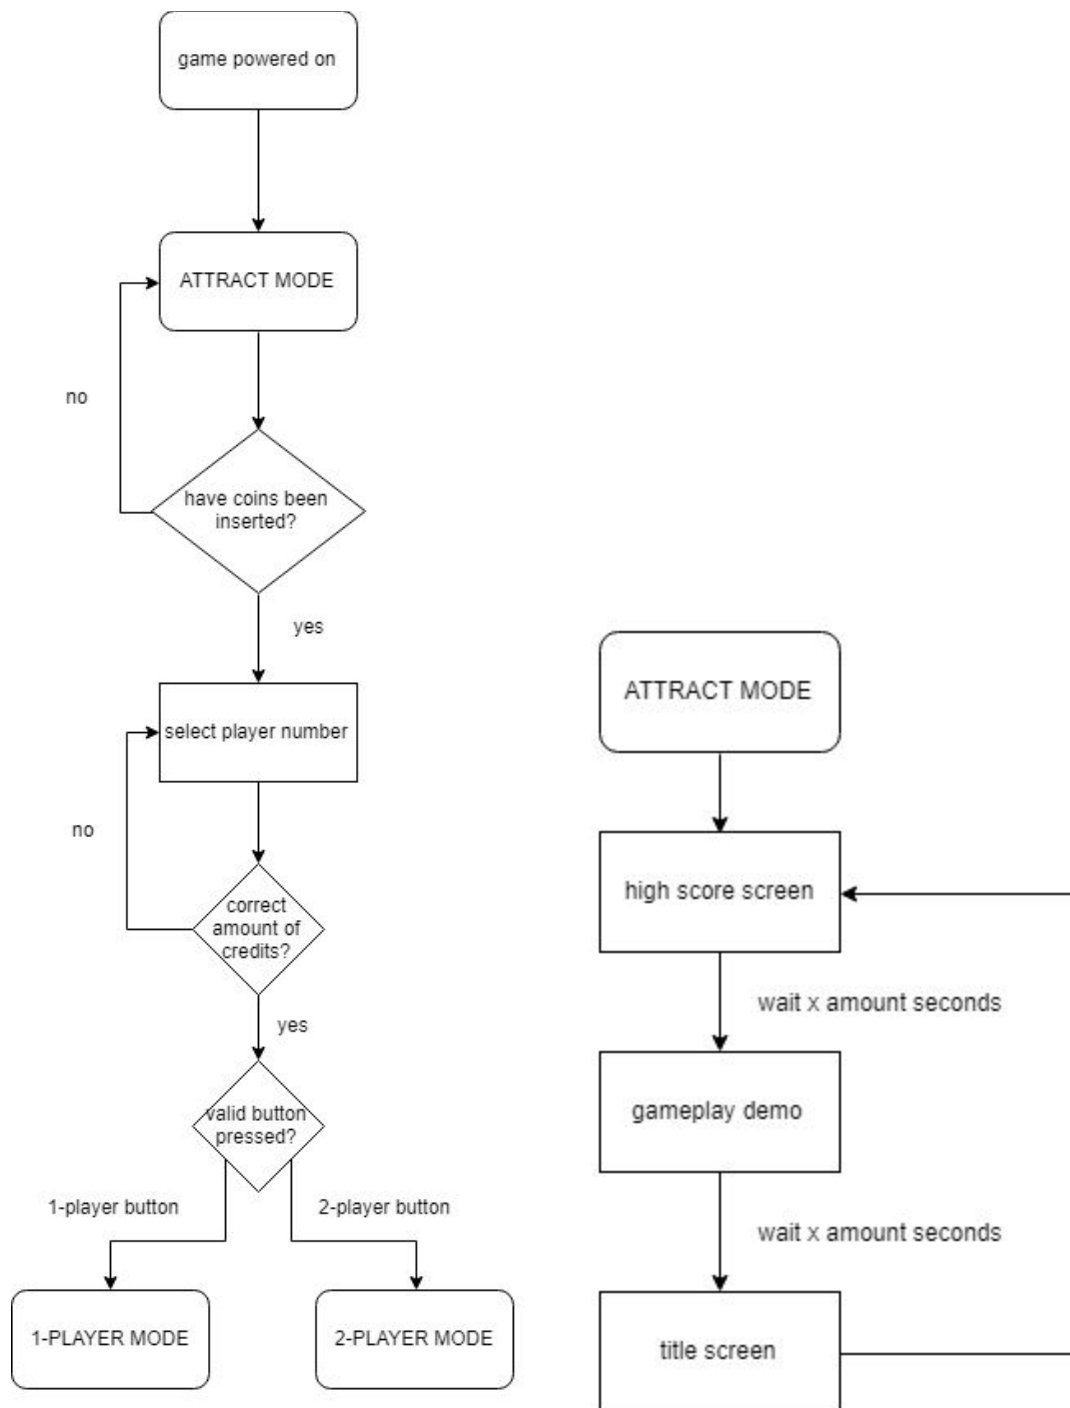 game powered on
ATTRACT MODE
no
have coins been
inserted?
yes
select player number
no
correct
amount of
credits?
yes
valid button
pressed?
1-player button
2-player button
1-PLAYER MODE
2-PLAYER MODE
ATTRACT MODE
high score screen
wait x amount seconds
gameplay demo
wait x amount seconds
title screen